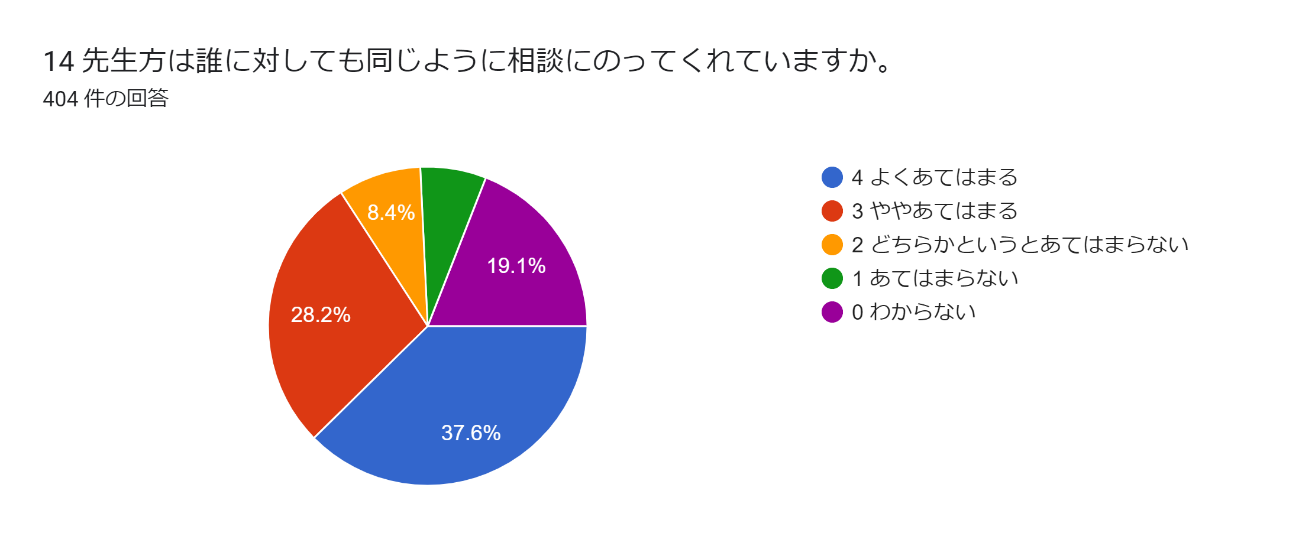 14 先生方は誰に対しても同じように相談にのってくれていますか。
404 件の回答
4 よくあてはまる
3 ややあてはまる
2 どちらかというとあてはまらない
1 あてはまらない
0 わからない
8.4%
19.1%
28.2%
37.6%